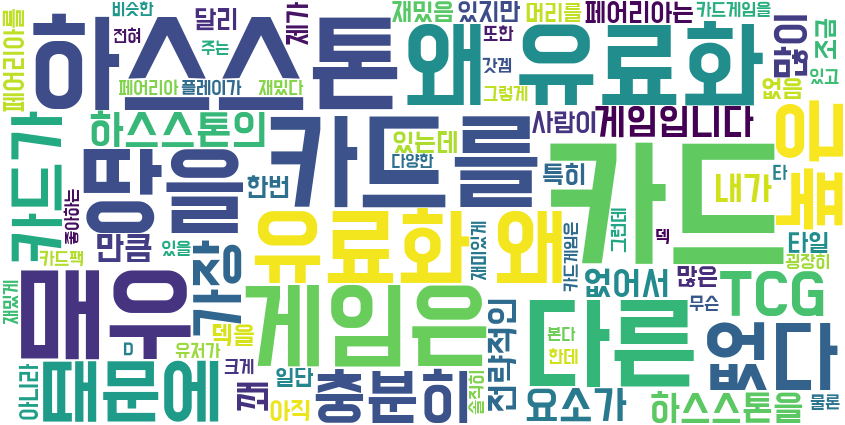 비슷한
재밌음 있지만 머리를 페어리아는 카드게임을
달리
제가
전혀
또한
주는
갓겜
페어리아를
하스스톤
왜 유료화
많이
조금
있고
페어리아 플레이가
재밌다
그렇게
없음
카드가
하스스톤의
카드를
있는데
사람이 게임입니다
다양한
땅을
한번
특히
카드
내가
타
은폭
좋아하는
만큼
있을
카드팩
가장
유료화 왜
재미있게
카드게임은
그런데
덱
타일
굉장히
없어서
많은
재밌게
매우
게임은
TCG
무슨
다른
없다
덱을
D
유저가
전략적인
본다
한데
아니라
때문에
크게
꽤
일단
아직
충분히
솔직히
요소가
하스스톤을
물론